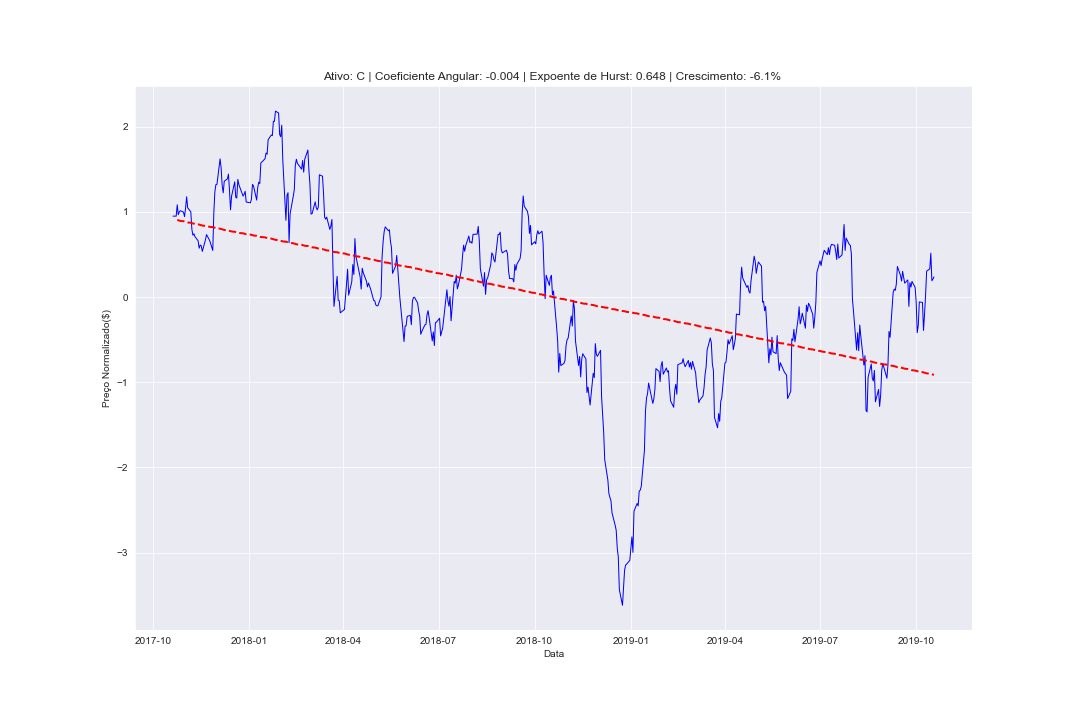 Ativo: C | Coeficiente Angular: -0.004 | Expoente de Hurst: 0.648 | Crescimento: -6.1%
Preço Normalizado($)
2
1
0
−1
−2
−3
2017-10 2018-01 2018-04 2018-07 2018-10 2019-01 2019-04 2019-07 2019-10
Data